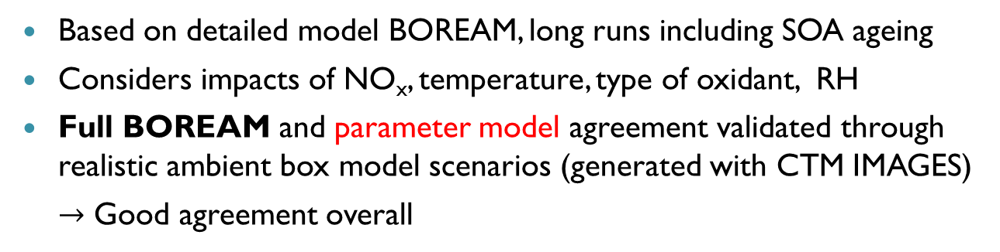 • Based on detailed model BOREAM, long runs including SOA ageing
• Considers impacts of NOx, temperature, type of oxidant, RH
• Full BOREAM and parameter model agreement validated through
realistic ambient box model scenarios (generated with CTM IMAGES)
→ Good agreement overall